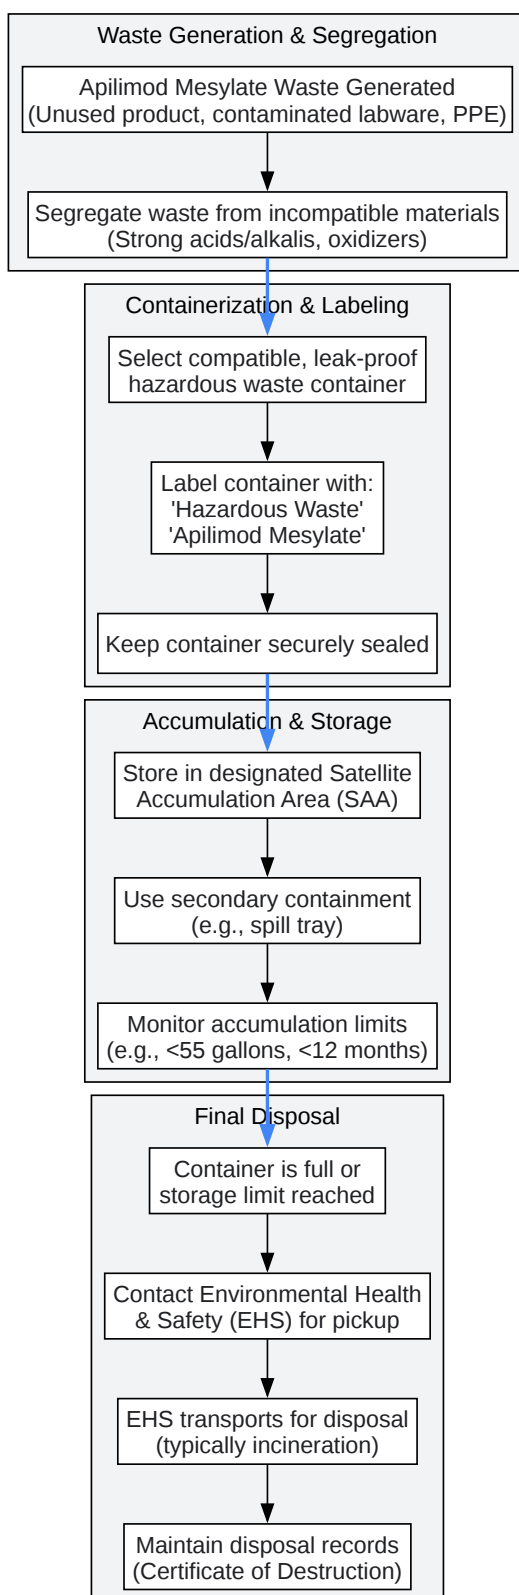 Waste Generation & Segregation
Apilimod Mesylate Waste Generated
(Unused product, contaminated labware, PPE)
Segregate waste from incompatible materials
(Strong acids/alkalis, oxidizers)
Containerization & Labeling
Select compatible, leak-proof
hazardous waste container
Label container with:
'Hazardous Waste'
'Apilimod Mesylate'
Keep container securely sealed
Accumulation & Storage
Store in designated Satellite
Accumulation Area (SAA)
Use secondary containment
(e.g., spill tray)
Monitor accumulation limits
(e.g., <55 gallons, <12 months)
Final Disposal
Container is full or
storage limit reached
Contact Environmental Health
& Safety (EHS) for pickup
EHS transports for disposal
(typically incineration)
Maintain disposal records
(Certificate of Destruction)